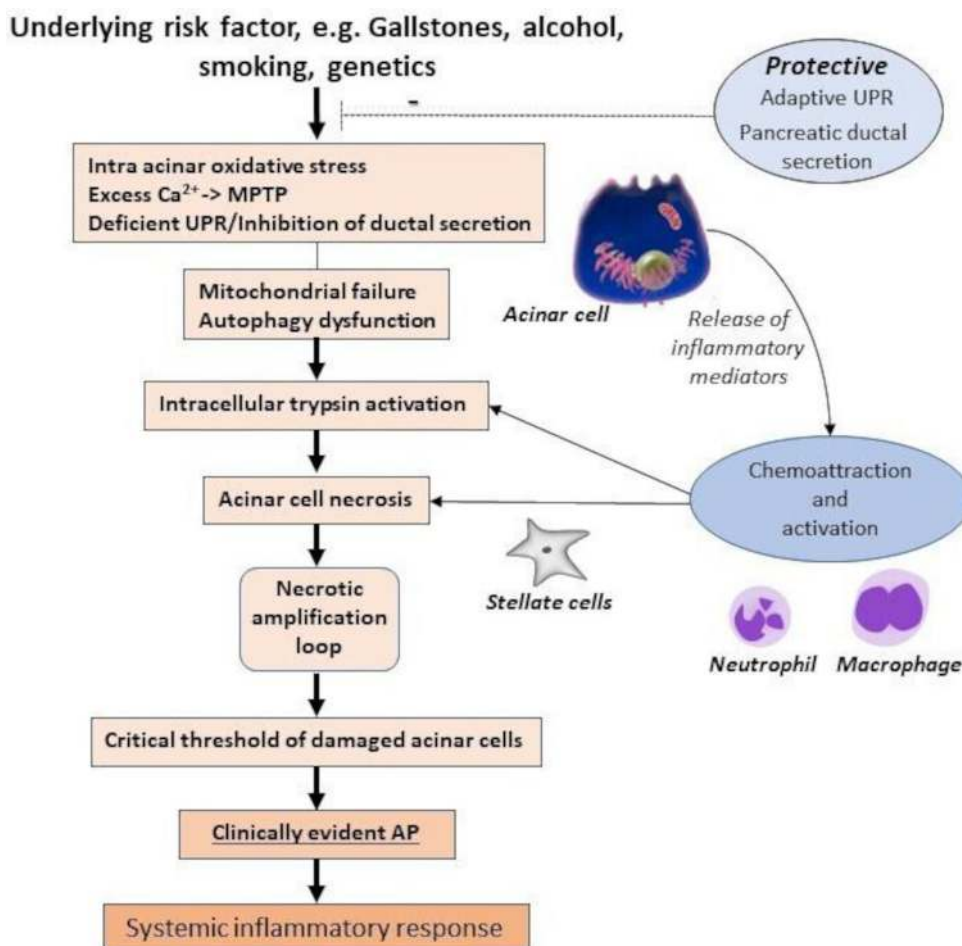 Underlying risk factor, e.g. Gallstones, alcohol,
smoking, genetics
-
Protective
Adaptive UPR
Pancreatic ductal
secretion
Intra acinar oxidative stress
Excess Ca²⁺-> MPTP
Deficient UPR/Inhibition of ductal secretion
Mitochondrial failure
Autophagy dysfunction
Acinar cell
Release of
inflammatory
mediators
Intracellular trypsin activation
Acinar cell necrosis
Chemoattraction
and
activation
Stellate cells
Neutrophil
Macrophage
Necrotic
amplification
loop
Critical threshold of damaged acinar cells
Clinically evident AP
Systemic inflammatory response